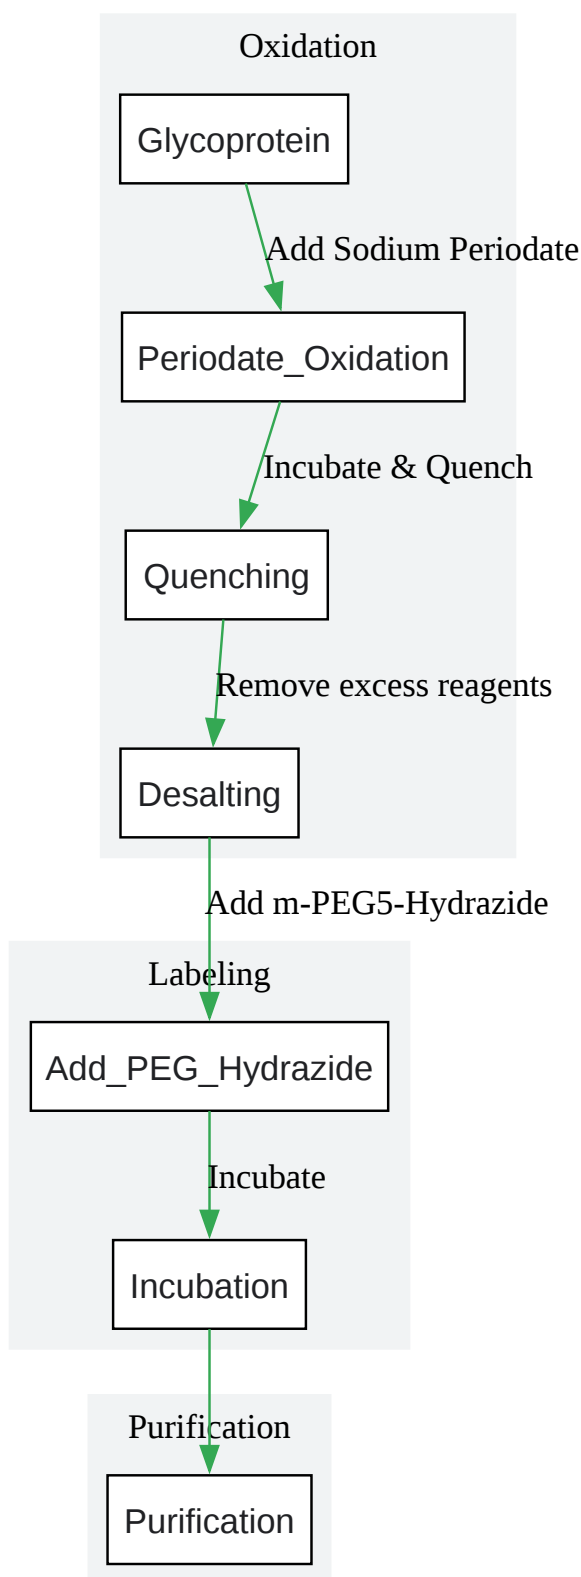 Oxidation
Glycoprotein
Add Sodium Periodate
Periodate_Oxidation
Incubate & Quench
Quenching
Remove excess reagents
Desalting
Add m-PEG5-Hydrazide
Labeling
Add_PEG_Hydrazide
Incubate
Incubation
Purification
Purification